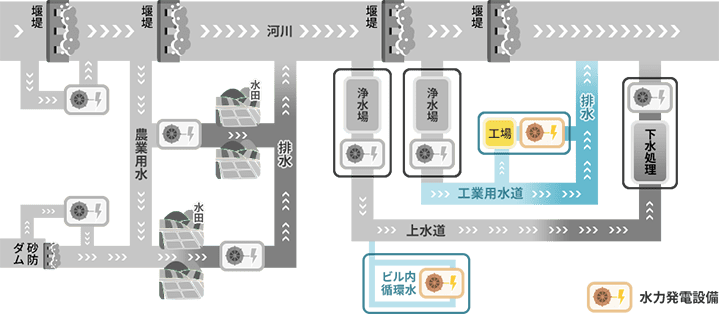 堰堤
堰堤
河川
堰堤
堰堤
水田
農業用水
排水
水田
砂防
ダム
浄水場
浄水場
工場
排水
下水処理
工業用水道
上水道
ビル内
循環水
水力発電設備